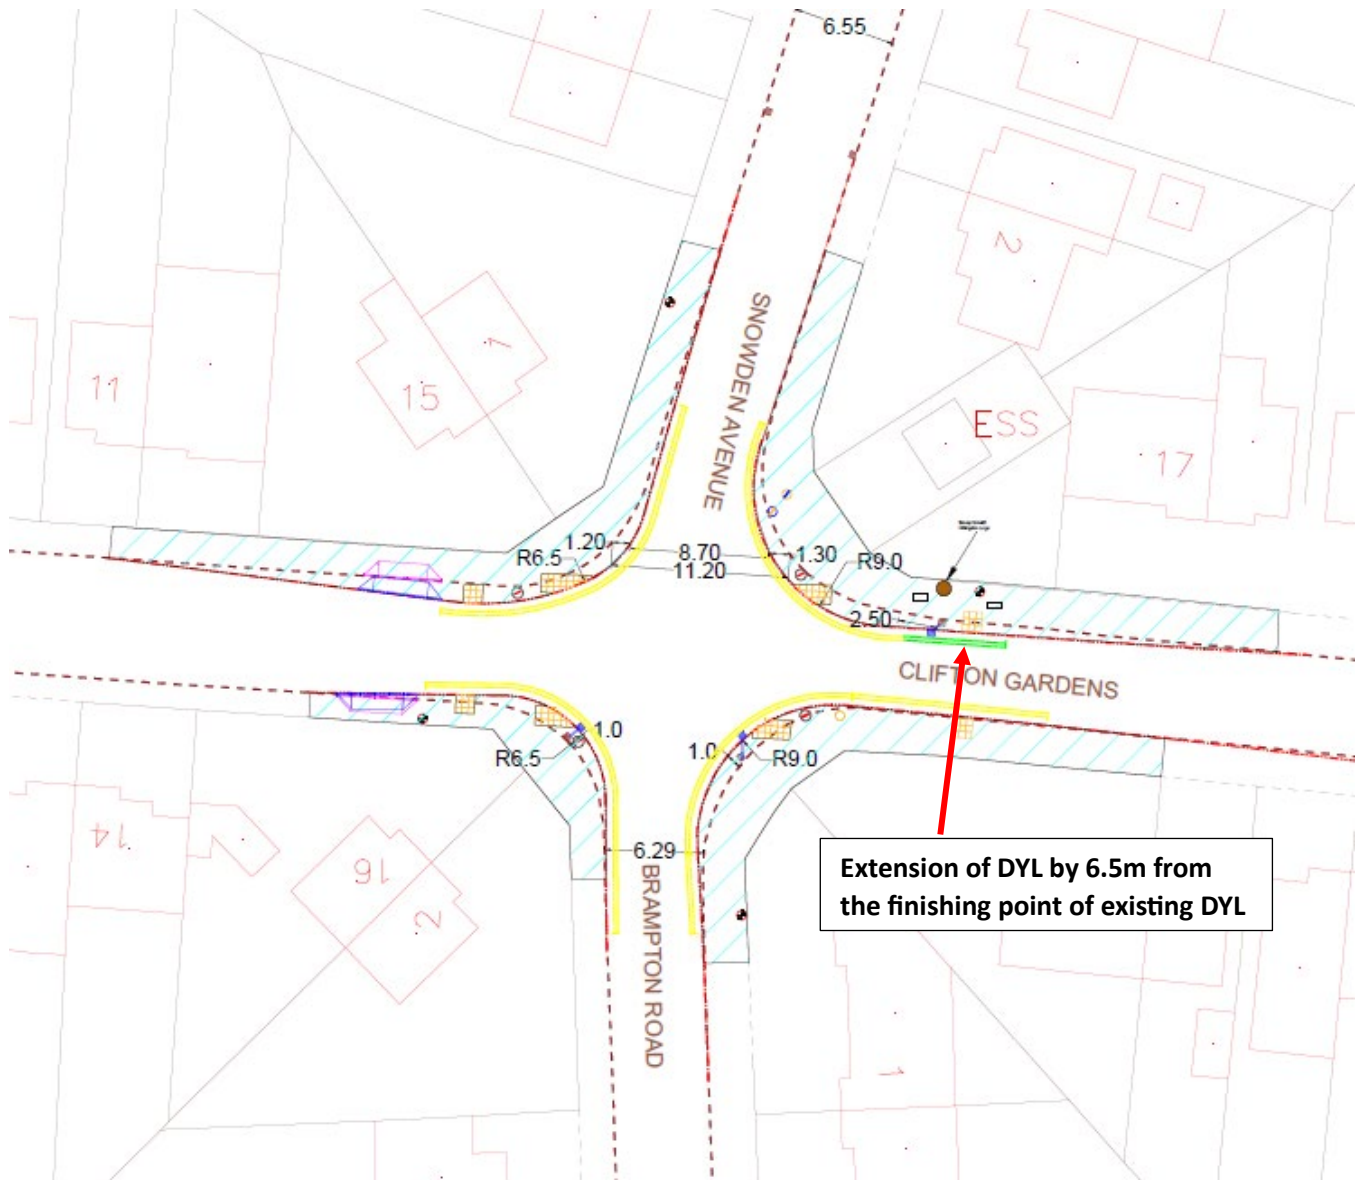 6.55
2
SNOWDEN AVENUE
1
15
11
ESS
17
1.20
8.70
1.30
R6.5
11.20
R9.0
2.50
CLIFTON GARDENS
1.0
R6.5
1.0
R9.0
14
16
2
6.29
BRAMPTON ROAD
Extension of DYL by 6.5m from
the finishing point of existing DYL
1